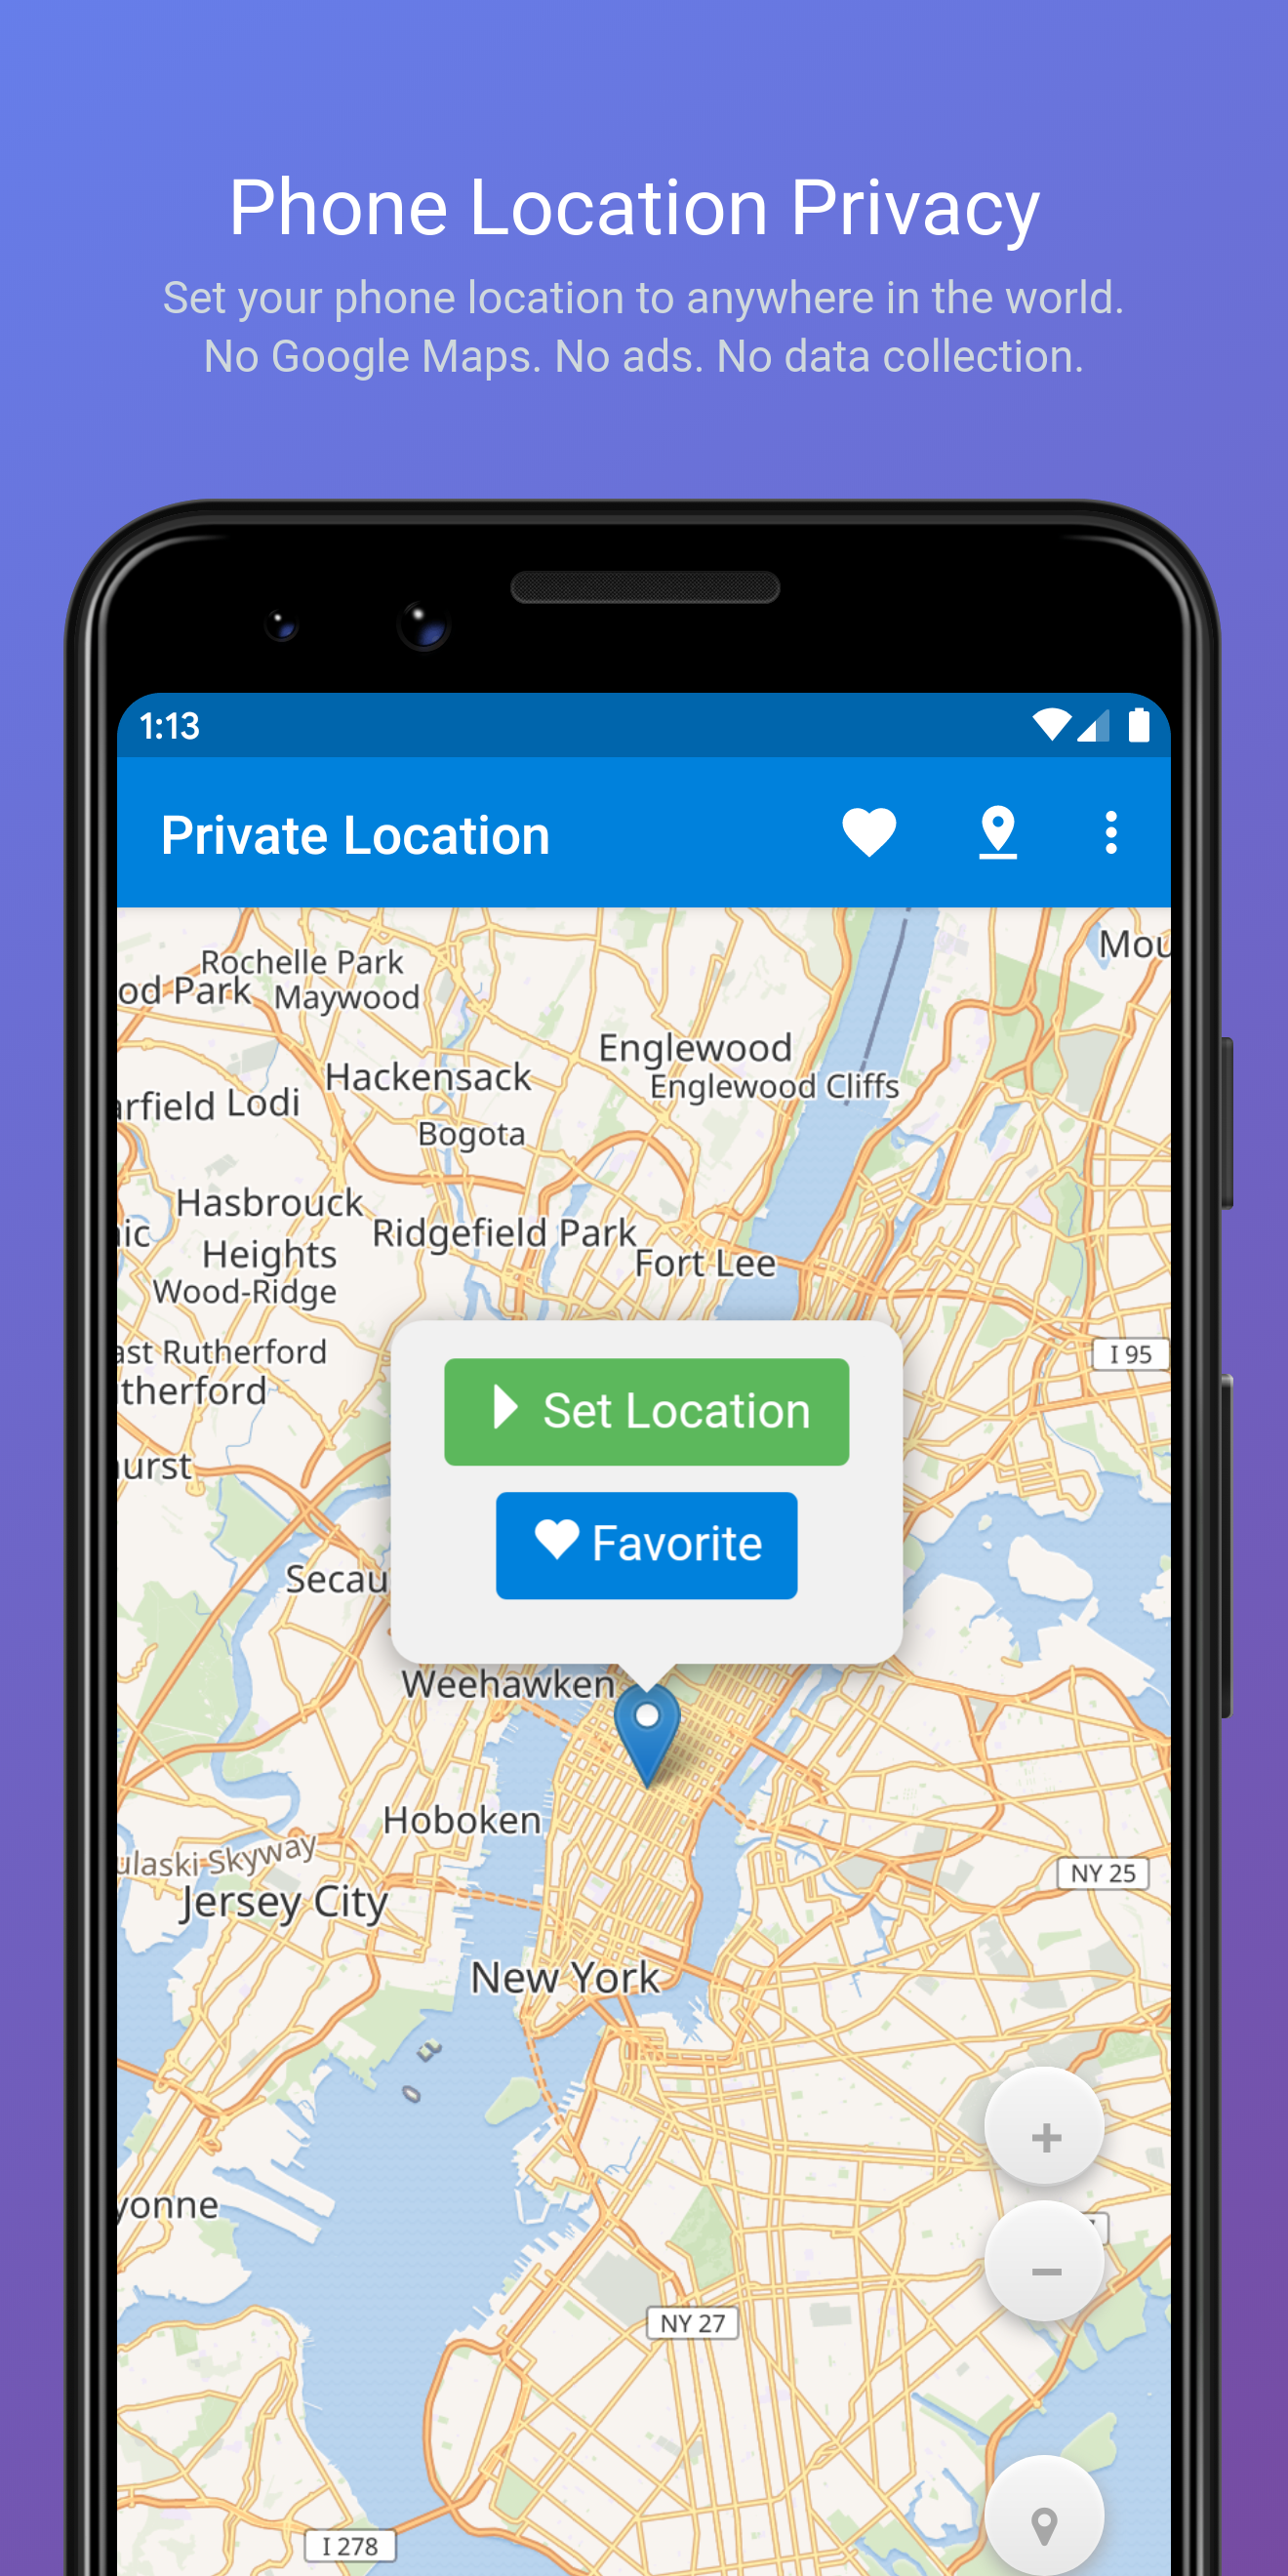 Phone Location Privacy
Set your phone location to anywhere in the world.
No Google Maps. No ads. No data collection.
1:13
Private Location
Mou
Rochelle Park
od Park
Maywood
Englewood
Hackensack
Englewood Cliffs
arfield
Lodi
Bogota
Hasbrouck
Heights
ic
Ridgefield Park
Fort Lee
Wood-Ridge
ast Rutherford
I 95
therford
Set Location
urst
Favorite
Secau
Weehawken
Hoboken
ulaski Skyway
NY 25
Jersey City
New York
+
yonne
−
NY 27
I 278